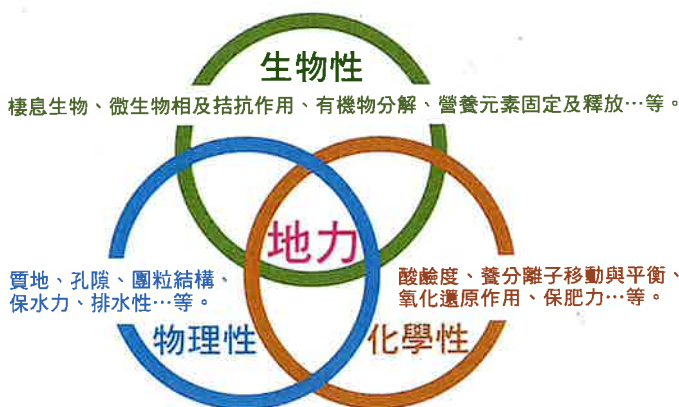 生物性
棲息生物、微生物相及拮抗作用、有機物分解、營養元素固定及釋放…等。
地力
質地、孔隙、團粒結構、
保水力、排水性…等。
酸鹼度、養分離子移動與平衡、
氧化還原作用、保肥力…等。
物理性
化學性